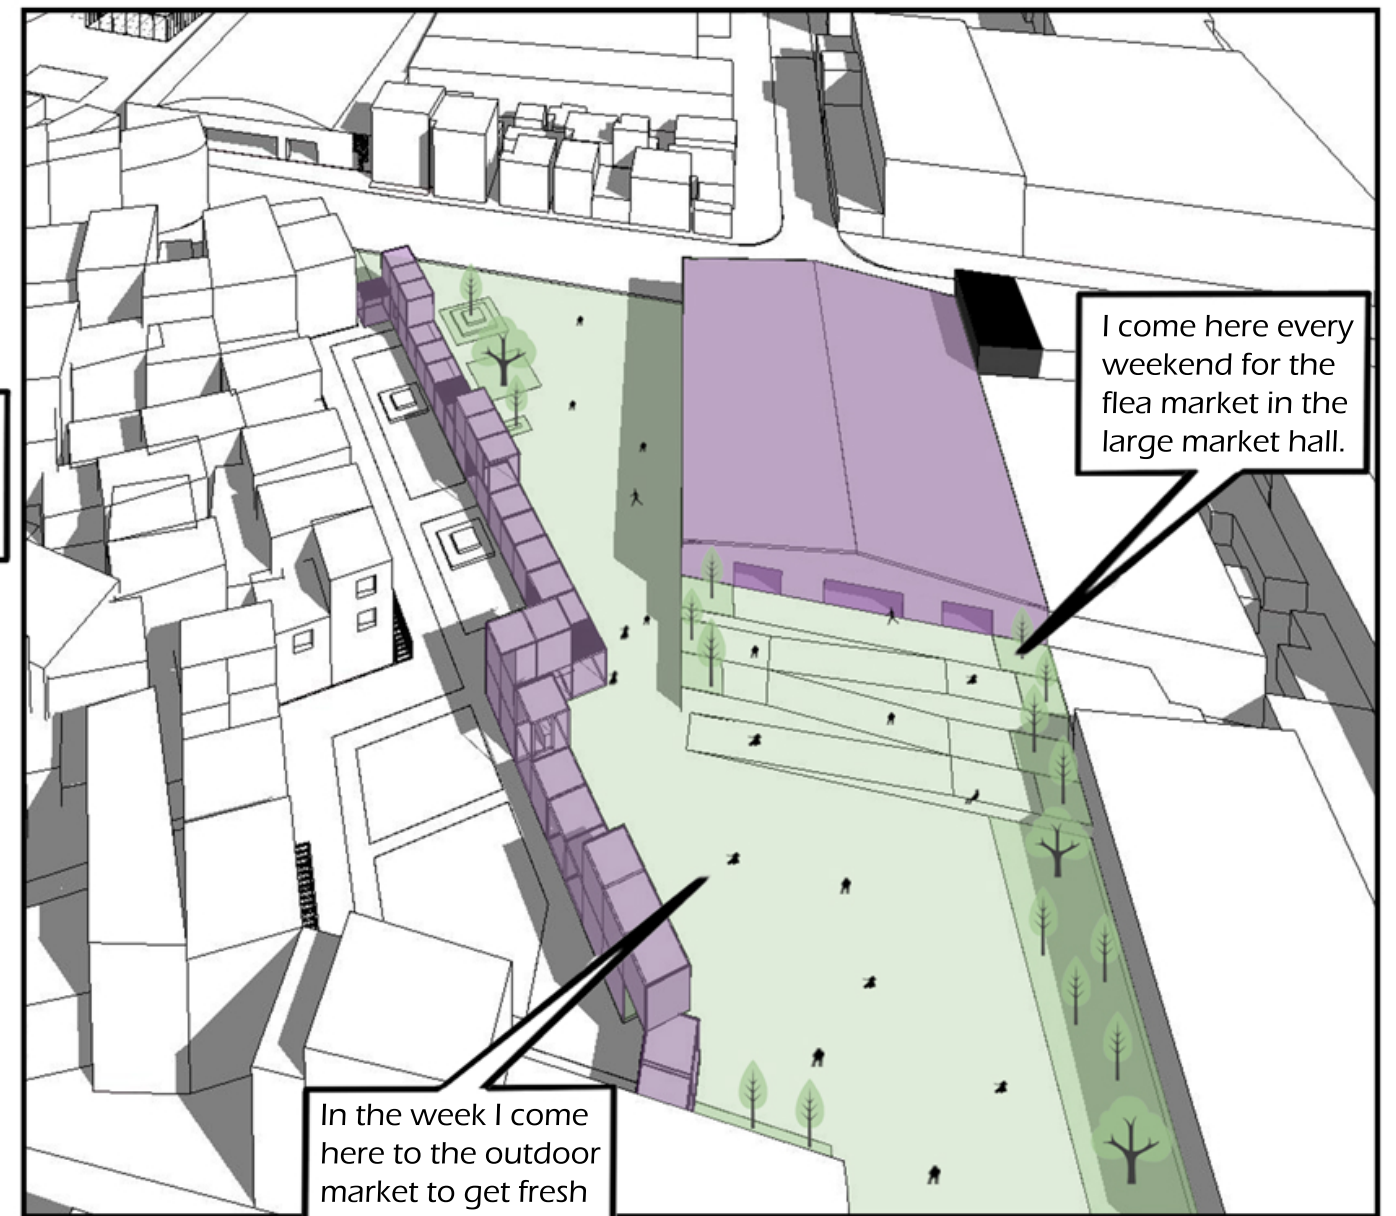 I come here every
weekend for the
flea market in the
large market hall.
In the week I come
here to the outdoor
market to get fresh